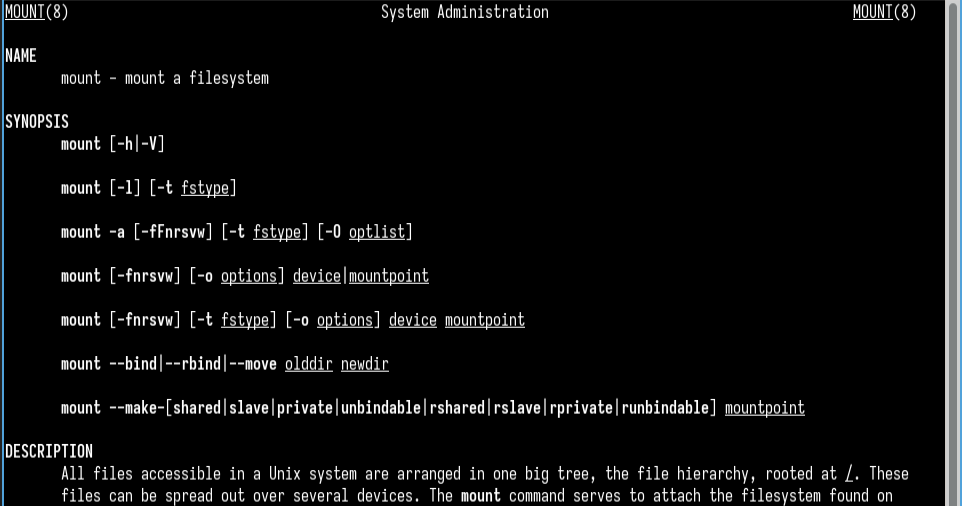 MOUNT(8) System Administration MOUNT(8)
NAME
mount - mount a filesystem
SYNOPSIS
mount [-h|-V]
mount [-l] [-t fstype]
mount -a [-fFnrsvw] [-t fstype] [-O optlist]
mount [-fnrsvw] [-o options] device|mountpoint
mount [-fnrsvw] [-t fstype] [-o options] device mountpoint
mount --bind|--rbind|--move olddir newdir
mount --make-[shared|slave|private|unbindable|rshared|rslave|rprivate|runbindable] mountpoint
DESCRIPTION
All files accessible in a Unix system are arranged in one big tree, the file hierarchy, rooted at /. These
files can be spread out over several devices. The mount command serves to attach the filesystem found on